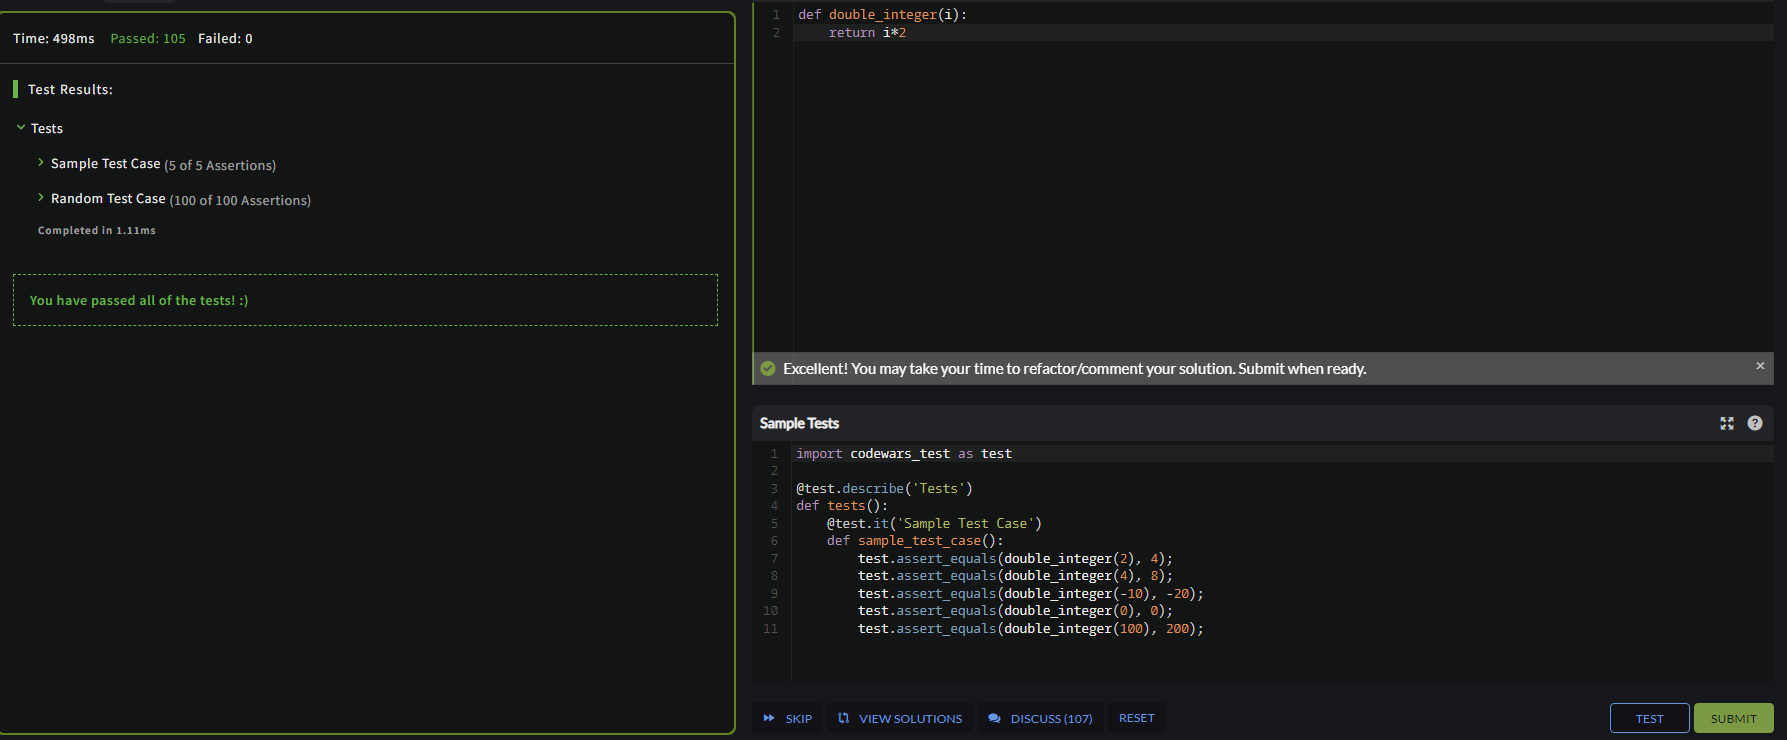 Time: 498ms Passed: 105 Failed: 0
Test Results:
Tests
Sample Test Case (5 of 5 Assertions)
Random Test Case (100 of 100 Assertions)
Completed in 1.11ms
You have passed all of the tests! :)
1 def double_integer(i):
2     return i*2
Excellent! You may take your time to refactor/comment your solution. Submit when ready. ×
Sample Tests ?
1 import codewars_test as test
2
3 @test.describe('Tests')
4 def tests():
5     @test.it('Sample Test Case')
6     def sample_test_case():
7         test.assert_equals(double_integer(2), 4);
8         test.assert_equals(double_integer(4), 8);
9         test.assert_equals(double_integer(-10), -20);
10         test.assert_equals(double_integer(0), 0);
11         test.assert_equals(double_integer(100), 200);
SKIP VIEW SOLUTIONS DISCUSS (107) RESET TEST SUBMIT